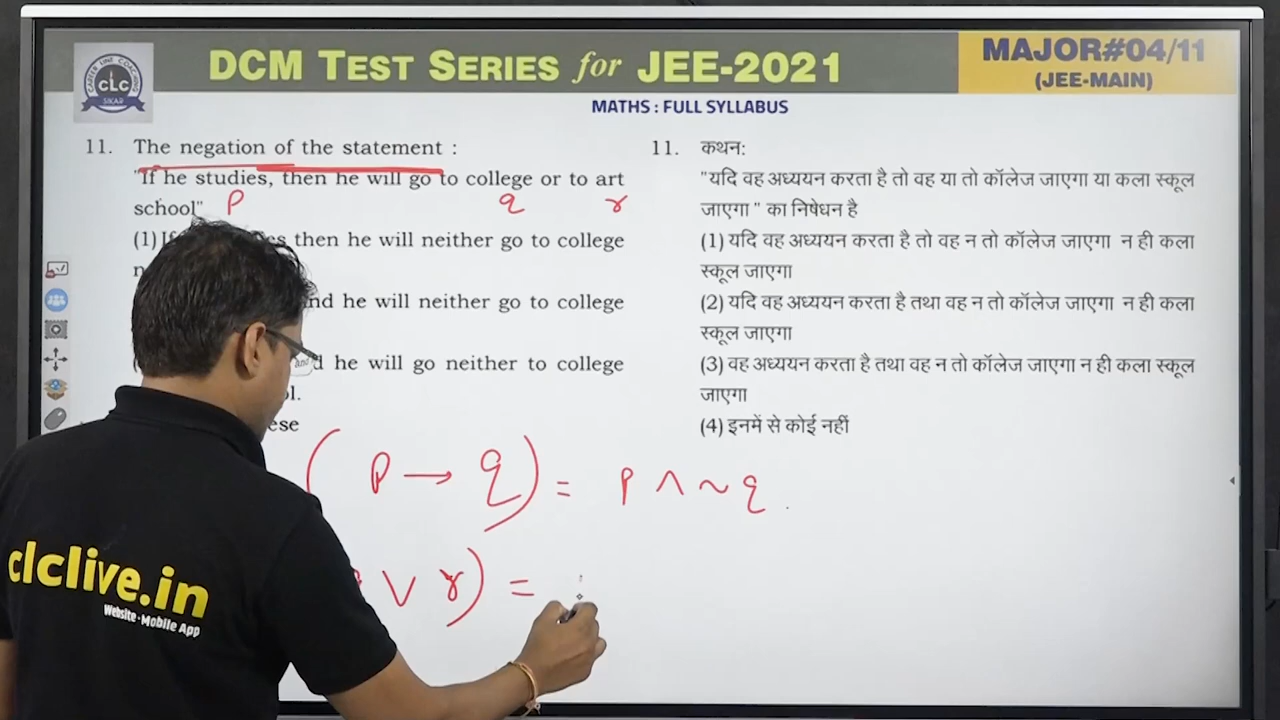 DCM TEST SERIES for JEE-2021
MAJOR#04/11
(JEE-MAIN)
CLC
SIKAR
MATHS : FULL SYLLABUS
11. The negation of the statement :
"If he studies, then he will go to college or to art
school"
p q r
(1) If es then he will neither go to college
nd he will neither go to college
and d he will go neither to college
ol.
ese
( p → q ) = p ∧ ~ q
∨ r ) =
11. कथन:
"यदि वह अध्ययन करता है तो वह या तो कॉलेज जाएगा या कला स्कूल
जाएगा " का निषेधन है
(1) यदि वह अध्ययन करता है तो वह न तो कॉलेज जाएगा न ही कला
स्कूल जाएगा
(2) यदि वह अध्ययन करता है तथा वह न तो कॉलेज जाएगा न ही कला
स्कूल जाएगा
(3) वह अध्ययन करता है तथा वह न तो कॉलेज जाएगा न ही कला स्कूल
जाएगा
(4) इनमें से कोई नहीं
clclive.in
Website-Mobile App